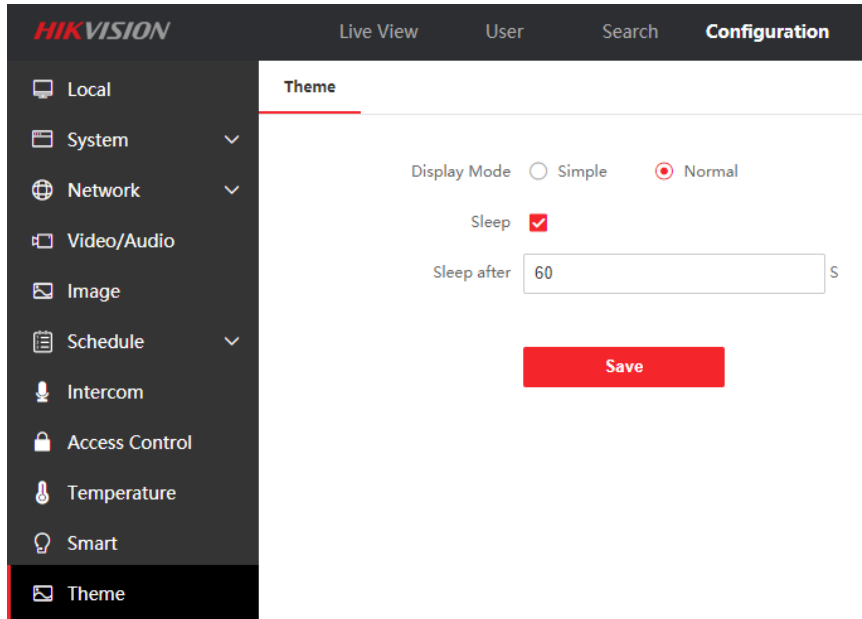 HIKVISION Live View User Search Configuration
Local
System
Network
Video/Audio
Image
Schedule
Intercom
Access Control
Temperature
Smart
Theme
Theme
Display Mode Simple Normal
Sleep
Sleep after 60 S
Save